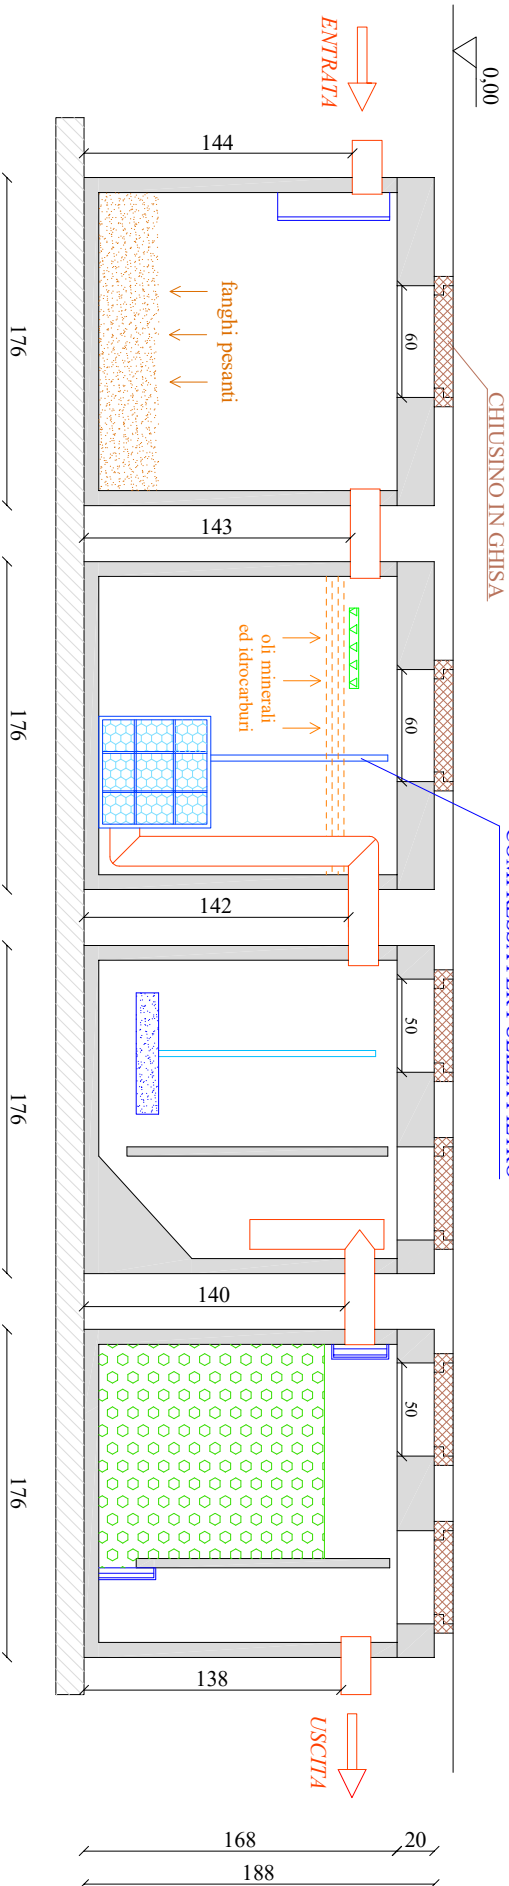 0,00
ENTRATA
CHIUSINO IN GHISA
144
60
fanghi pesanti
176
143
60
oli minerali
ed idrocarburi
176
142
50
176
140
50
176
138
USCITA
168
20
188